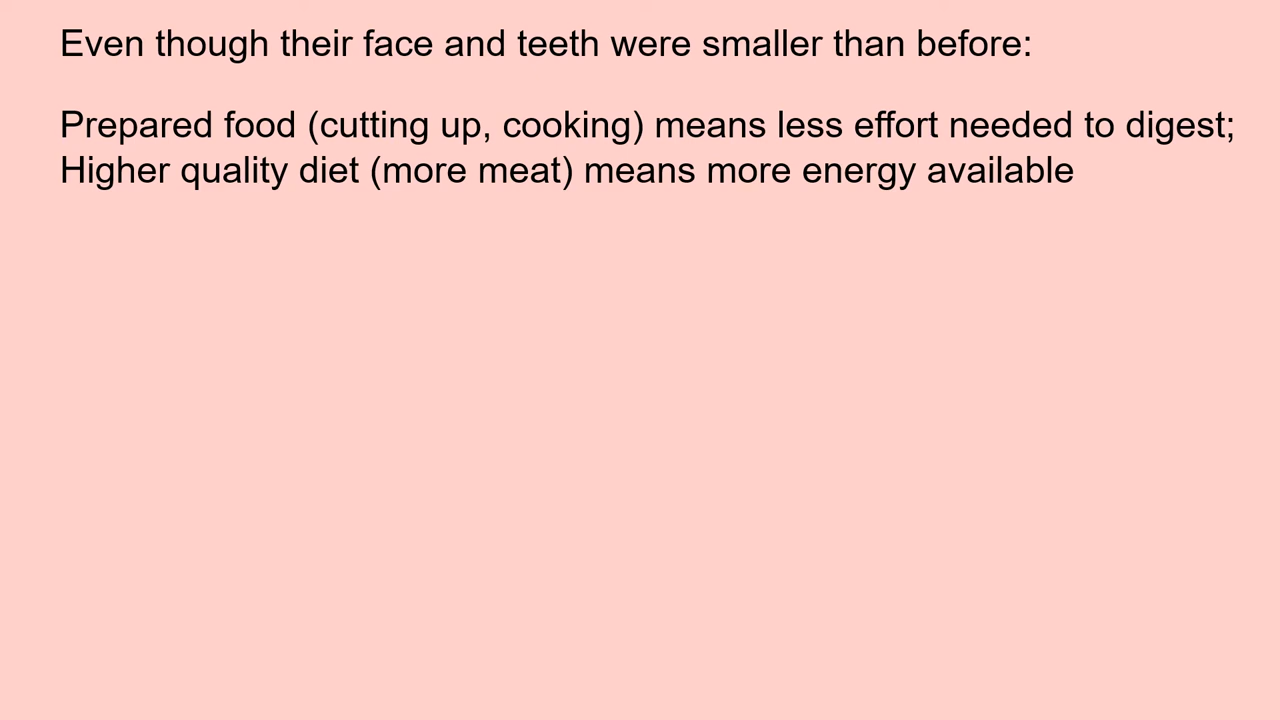 Even though their face and teeth were smaller than before:
Prepared food (cutting up, cooking) means less effort needed to digest;
Higher quality diet (more meat) means more energy available